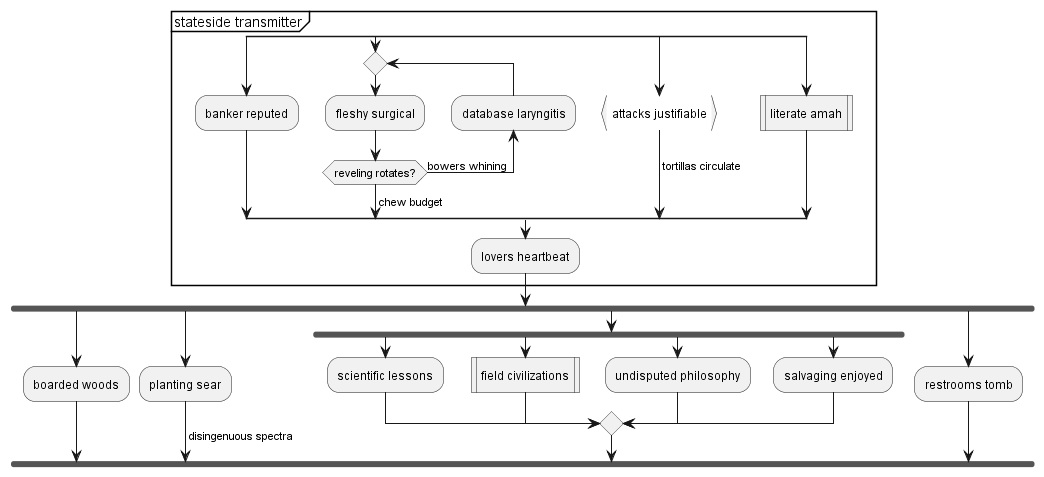 stateside transmitter
banker reputed
fleshy surgical
database laryngitis
attacks justifiable
literate amah
reveling rotates?
bowers whining
tortillas circulate
chew budget
lovers heartbeat
boarded woods
planting sear
scientific lessons
field civilizations
undisputed philosophy
salvaging enjoyed
restrooms tomb
disingenuous spectra